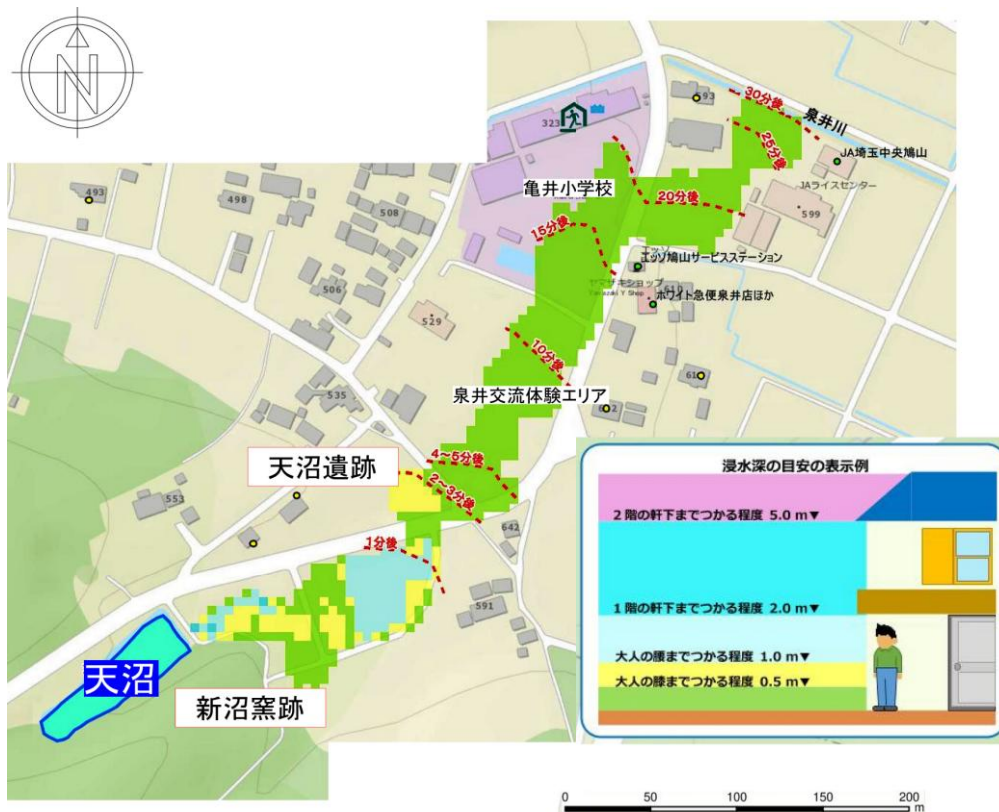 N
593
30分後
泉井川
323
25分後
JA埼玉中央鳩山
亀井小学校
JAライスセンター
493
498
508
20分後
599
15分後
エッソ
エッソ鳩山サービスステーション
ヤマザキショップ
Yamazaki Y Shop
610
ホワイト急便泉井店ほか
506
529
10分後
535
泉井交流体験エリア
天沼遺跡
4~5分後
2~3分後
553
642
1分後
591
天沼
新沼窯跡
浸水深の目安の表示例
2階の軒下までつかる程度 5.0 m▼
1階の軒下までつかる程度 2.0 m▼
大人の腰までつかる程度 1.0 m▼
大人の膝までつかる程度 0.5 m▼
0 50 100 150 200
m